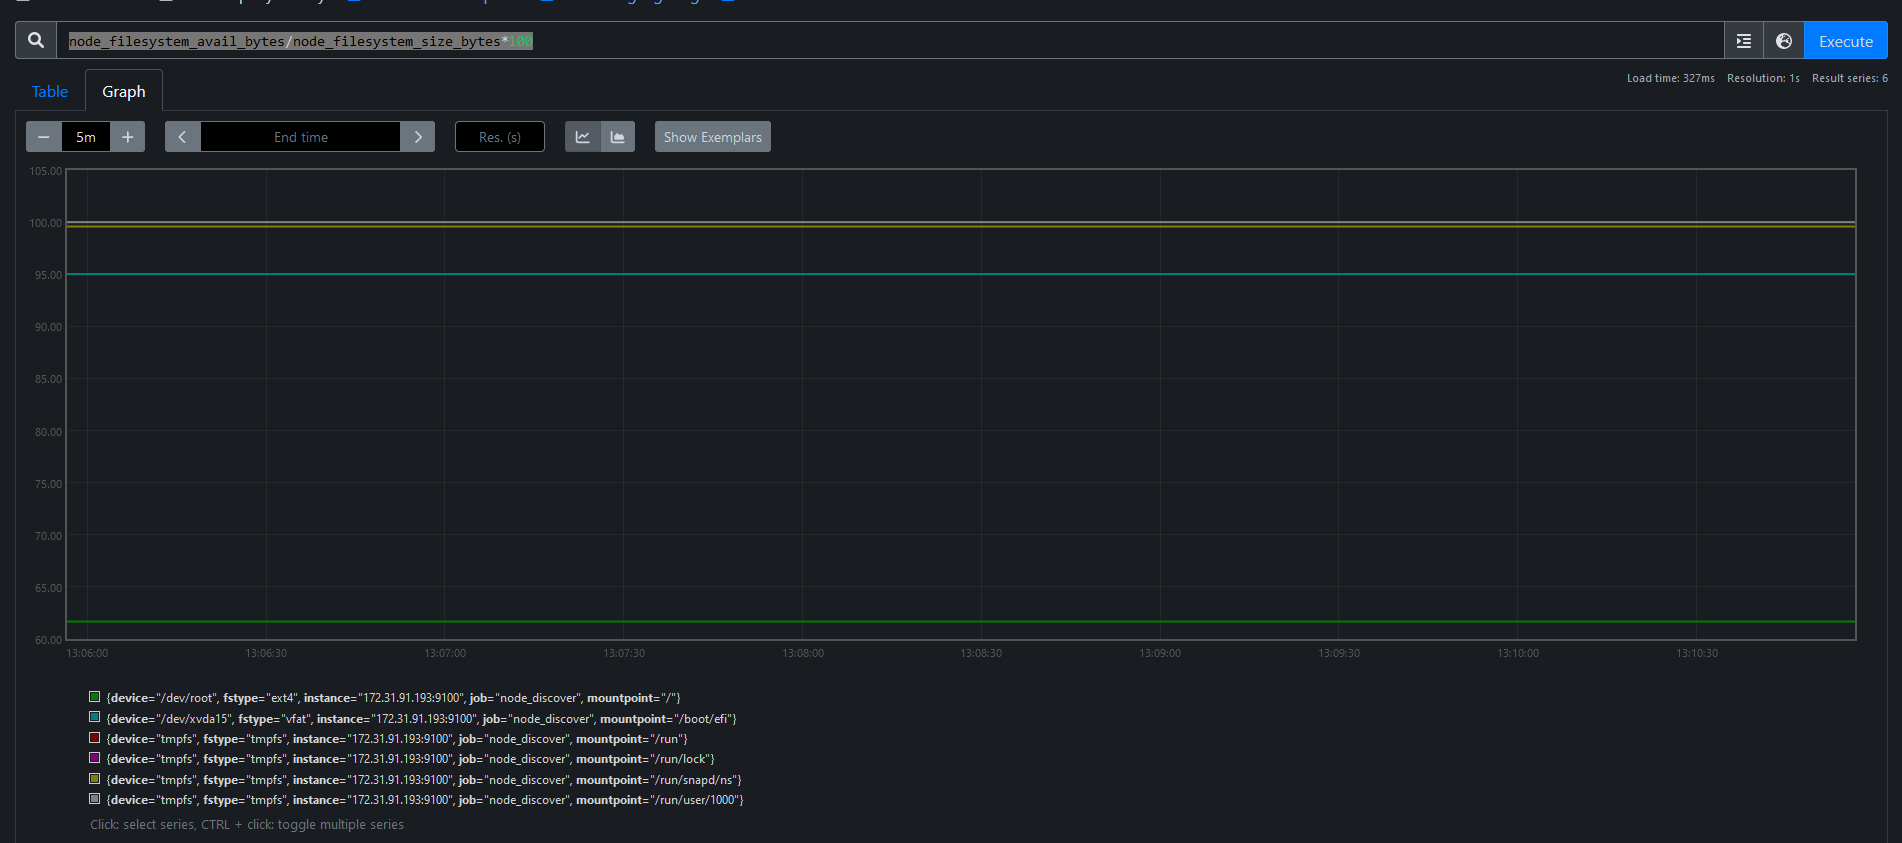 node_filesystem_avail_bytes/node_filesystem_size_bytes*100
Execute
Table
Graph
Load time: 327ms Resolution: 1s Result series: 6
5m
End time
Res. (s)
Show Exemplars
105.00
100.00
95.00
90.00
85.00
80.00
75.00
70.00
65.00
60.00
13:06:00 13:06:30 13:07:00 13:07:30 13:08:00 13:08:30 13:09:00 13:09:30 13:10:00 13:10:30
{device="/dev/root", fstype="ext4", instance="172.31.91.193:9100", job="node_discover", mountpoint="/"}
{device="/dev/xvda15", fstype="vfat", instance="172.31.91.193:9100", job="node_discover", mountpoint="/boot/efi"}
{device="tmpfs", fstype="tmpfs", instance="172.31.91.193:9100", job="node_discover", mountpoint="/run"}
{device="tmpfs", fstype="tmpfs", instance="172.31.91.193:9100", job="node_discover", mountpoint="/run/lock"}
{device="tmpfs", fstype="tmpfs", instance="172.31.91.193:9100", job="node_discover", mountpoint="/run/snapd/ns"}
{device="tmpfs", fstype="tmpfs", instance="172.31.91.193:9100", job="node_discover", mountpoint="/run/user/1000"}
Click: select series, CTRL + click: toggle multiple series